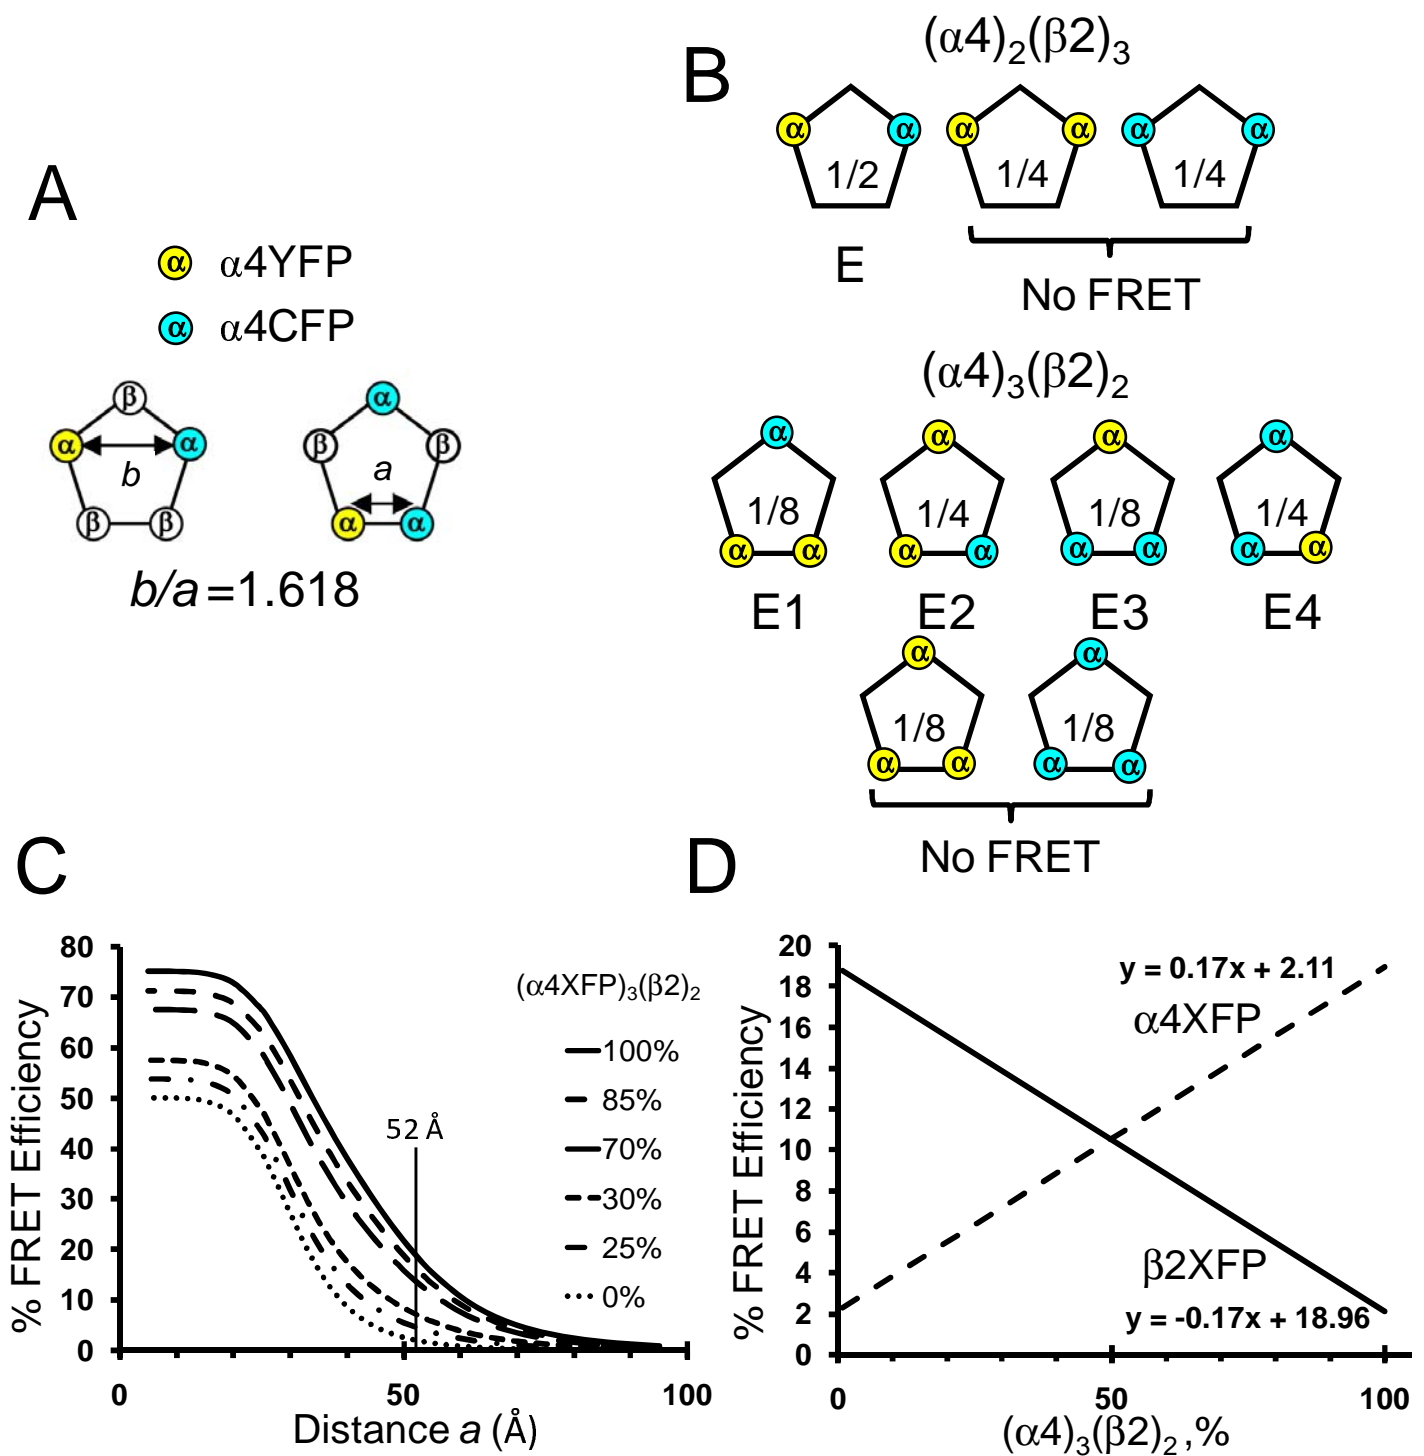 A
α α4YFP
α α4CFP
β
α α
b
β β
α
β β
a
α α
b/a=1.618
B
(α4)2(β2)3
α α α α α α
1/2 1/4 1/4
E
No FRET
(α4)3(β2)2
α α α α
1/8 1/4 1/8 1/4
α α α α α α α α
E1 E2 E3 E4
α α
1/8 1/8
α α α α
No FRET
C
80
70
60
50
40
30
20
10
0
% FRET Efficiency
(α4XFP)3(β2)2
100%
85%
70%
30%
25%
0%
52 Å
0 50 100
Distance a (Å)
D
20
18
16
14
12
10
8
6
4
2
0
% FRET Efficiency
y = 0.17x + 2.11
α4XFP
β2XFP
y = -0.17x + 18.96
0 50 100
(α4)3(β2)2,%